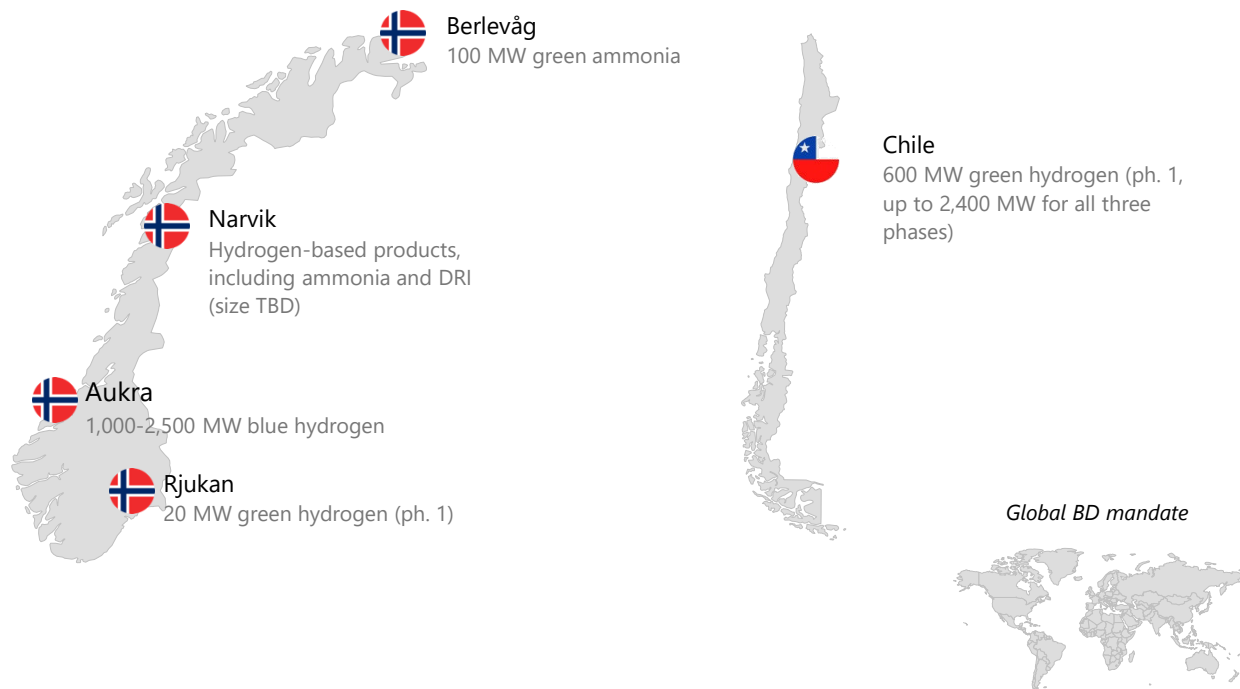 Berlevåg
100 MW green ammonia
Narvik
Hydrogen-based products,
including ammonia and DRI
(size TBD)
Aukra
1,000-2,500 MW blue hydrogen
Rjukan
20 MW green hydrogen (ph. 1)
Chile
600 MW green hydrogen (ph. 1,
up to 2,400 MW for all three
phases)
Global BD mandate